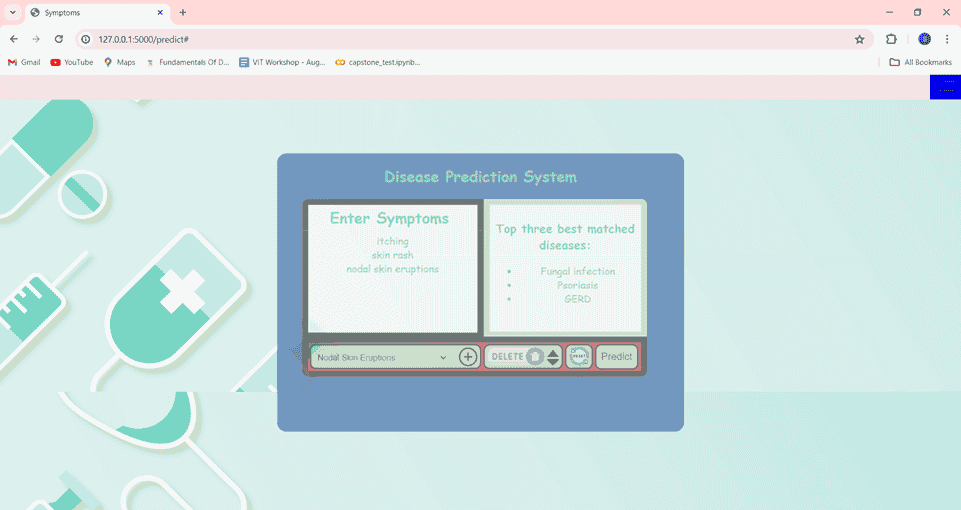 Symptoms
127.0.0.1:5000/predict#
Gmail
YouTube
Maps
Fundamentals Of D...
VIT Workshop - Aug...
capstone_test.ipynb...
All Bookmarks
Disease Prediction System
Enter Symptoms
itching
skin rash
nodal skin eruptions
Top three best matched
diseases:
Fungal infection
Psoriasis
GERD
Nodal Skin Eruptions
DELETE
Predict